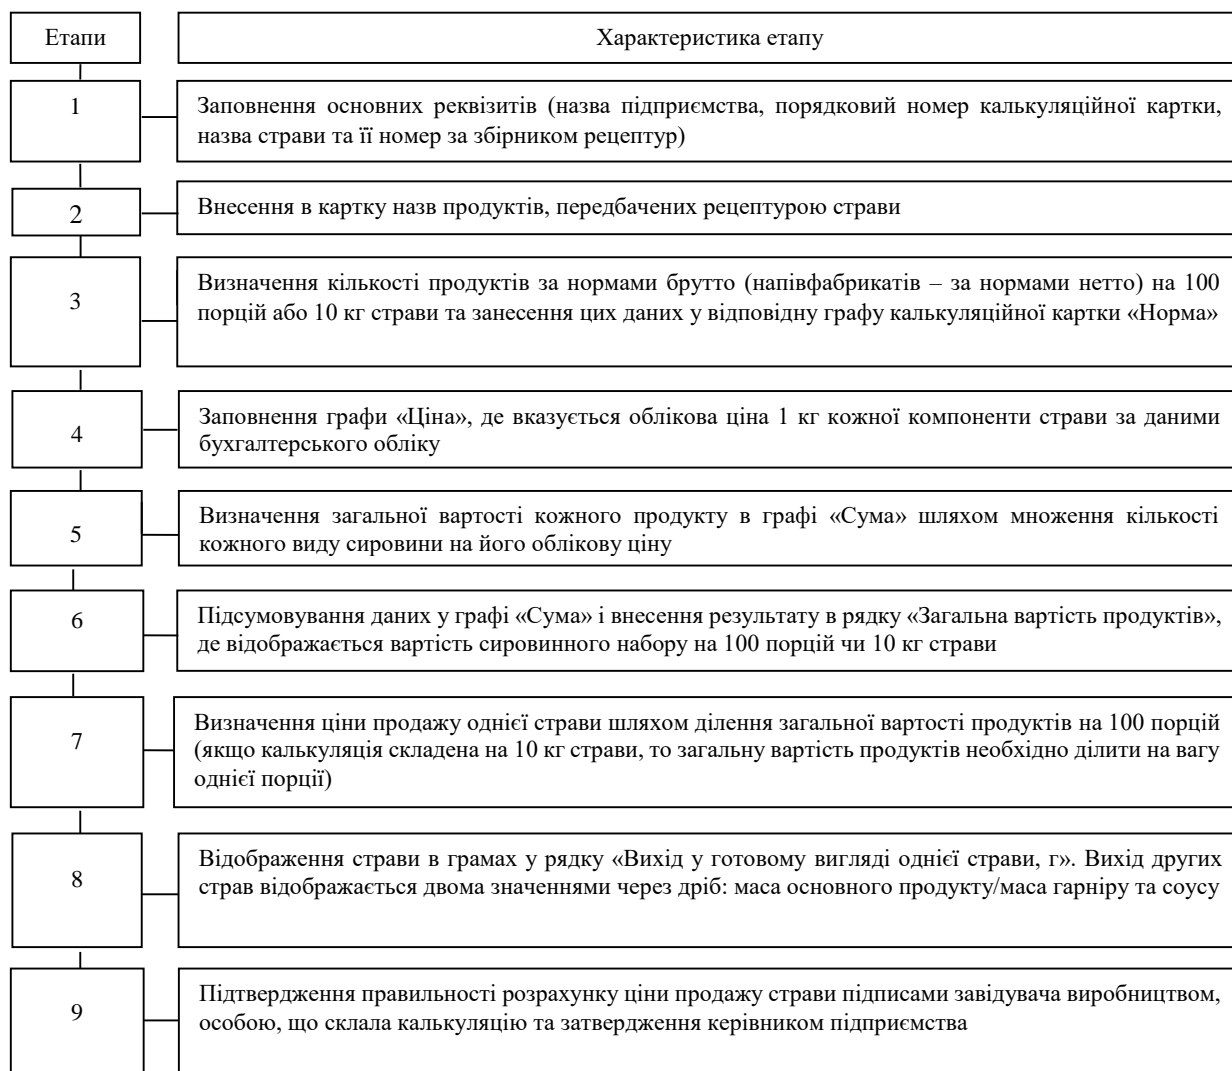 Етапи
Характеристика етапу
1
Заповнення основних реквізитів (назва підприємства, порядковий номер калькуляційної картки,
назва страви та її номер за збірником рецептур)
2
Внесення в картку назв продуктів, передбачених рецептурою страви
3
Визначення кількості продуктів за нормами брутто (напівфабрикатів – за нормами нетто) на 100
порцій або 10 кг страви та занесення цих даних у відповідну графу калькуляційної картки «Норма»
4
Заповнення графи «Ціна», де вказується облікова ціна 1 кг кожної компоненти страви за даними
бухгалтерського обліку
5
Визначення загальної вартості кожного продукту в графі «Сума» шляхом множення кількості
кожного виду сировини на його облікову ціну
6
Підсумовування даних у графі «Сума» і внесення результату в рядку «Загальна вартість продуктів»,
де відображається вартість сировинного набору на 100 порцій чи 10 кг страви
7
Визначення ціни продажу однієї страви шляхом ділення загальної вартості продуктів на 100 порцій
(якщо калькуляція складена на 10 кг страви, то загальну вартість продуктів необхідно ділити на вагу
однієї порції)
8
Відображення страви в грамах у рядку «Вихід у готовому вигляді однієї страви, г». Вихід других
страв відображається двома значеннями через дріб: маса основного продукту/маса гарніру та соусу
9
Підтвердження правильності розрахунку ціни продажу страви підписами завідувача виробництвом,
особою, що склала калькуляцію та затвердження керівником підприємства